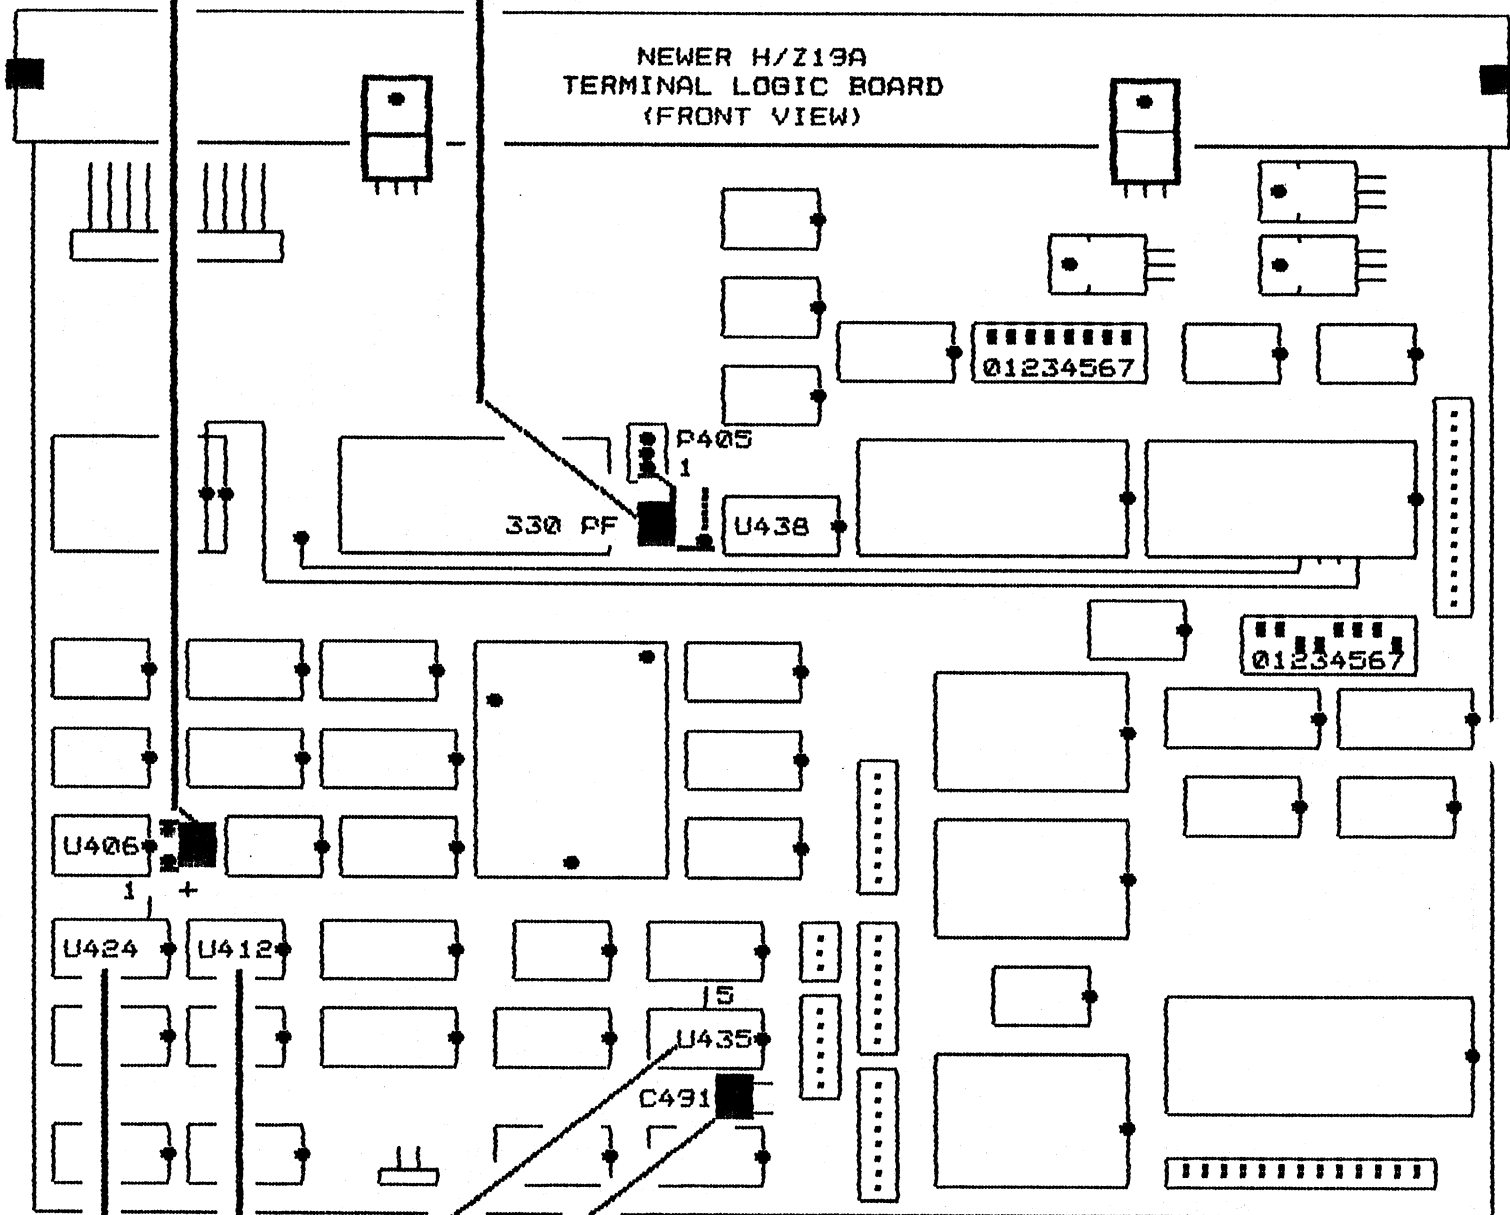 NEWER H/Z19A
TERMINAL LOGIC BOARD
(FRONT VIEW)
01234567
P405
1
330 PF
U438
01234567
U406
1 +
U424
U412
5
U435
C491